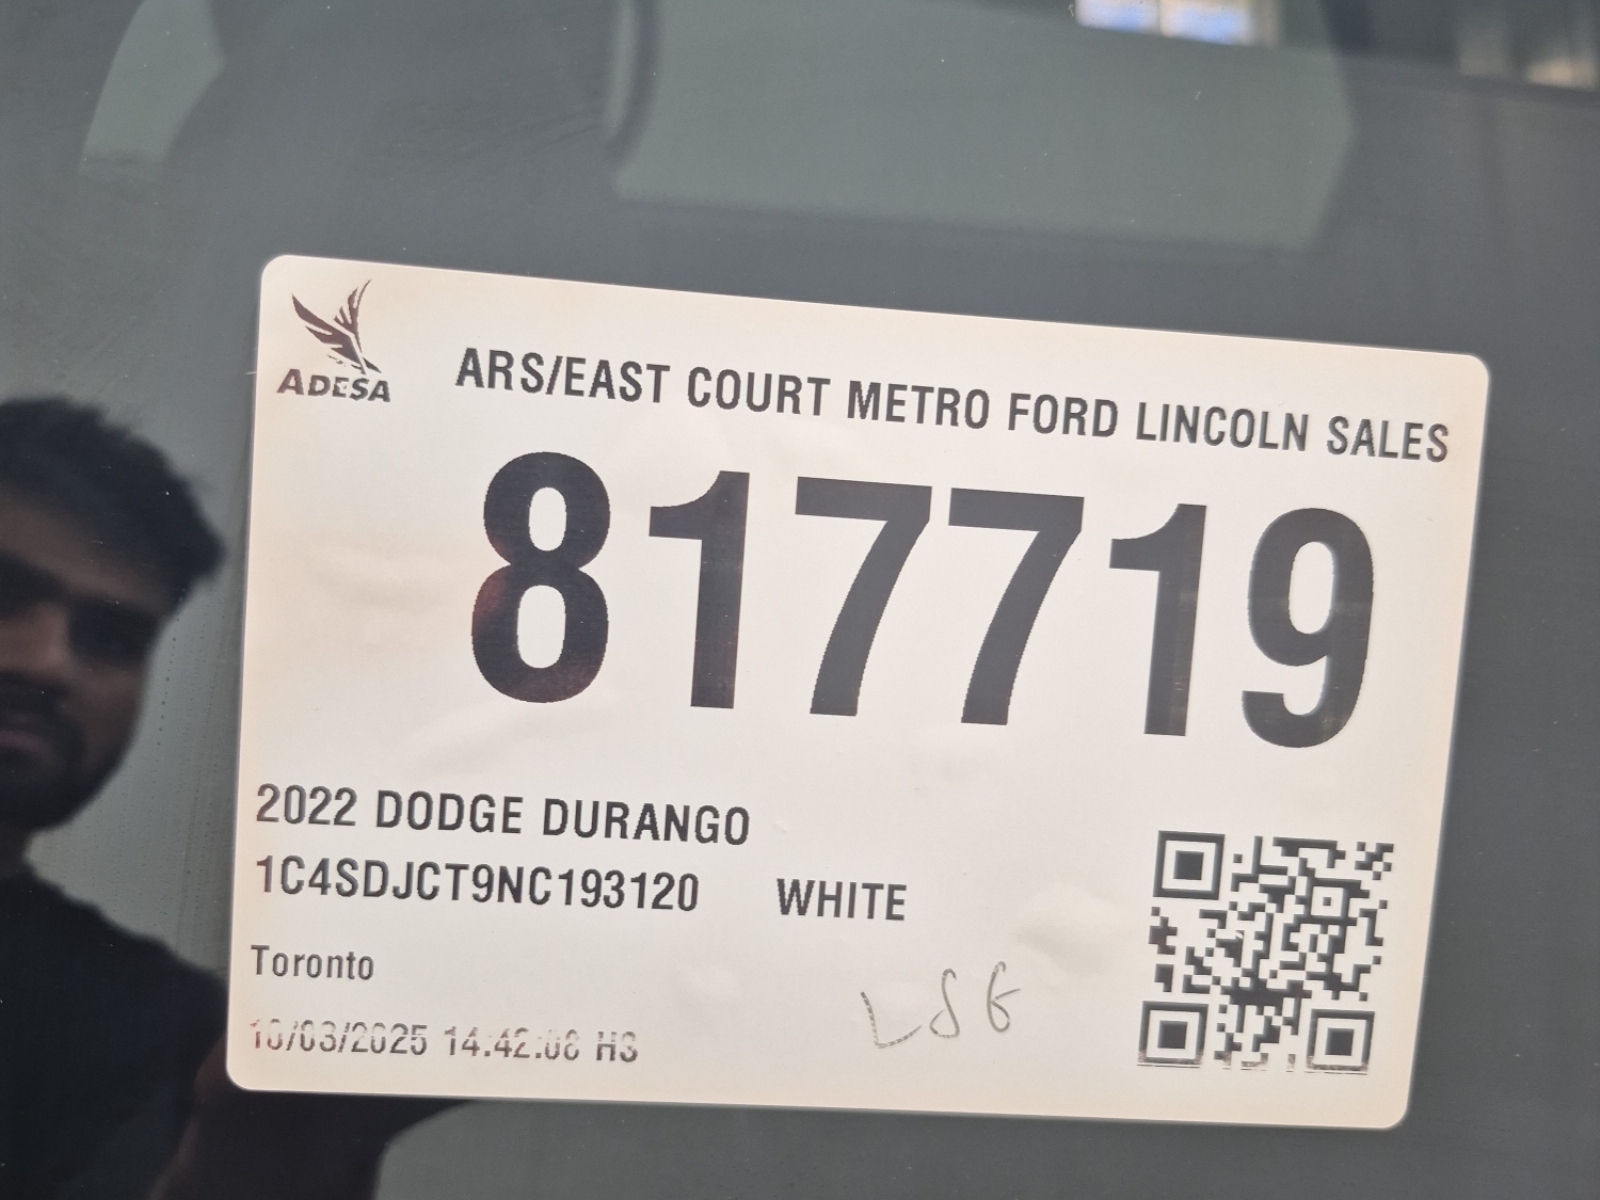 ADESA
ARS/EAST COURT METRO FORD LINCOLN SALES
817719
2022 DODGE DURANGO
1C4SDJCT9NC193120 WHITE
Toronto
10/03/2025 14:42:08 HS